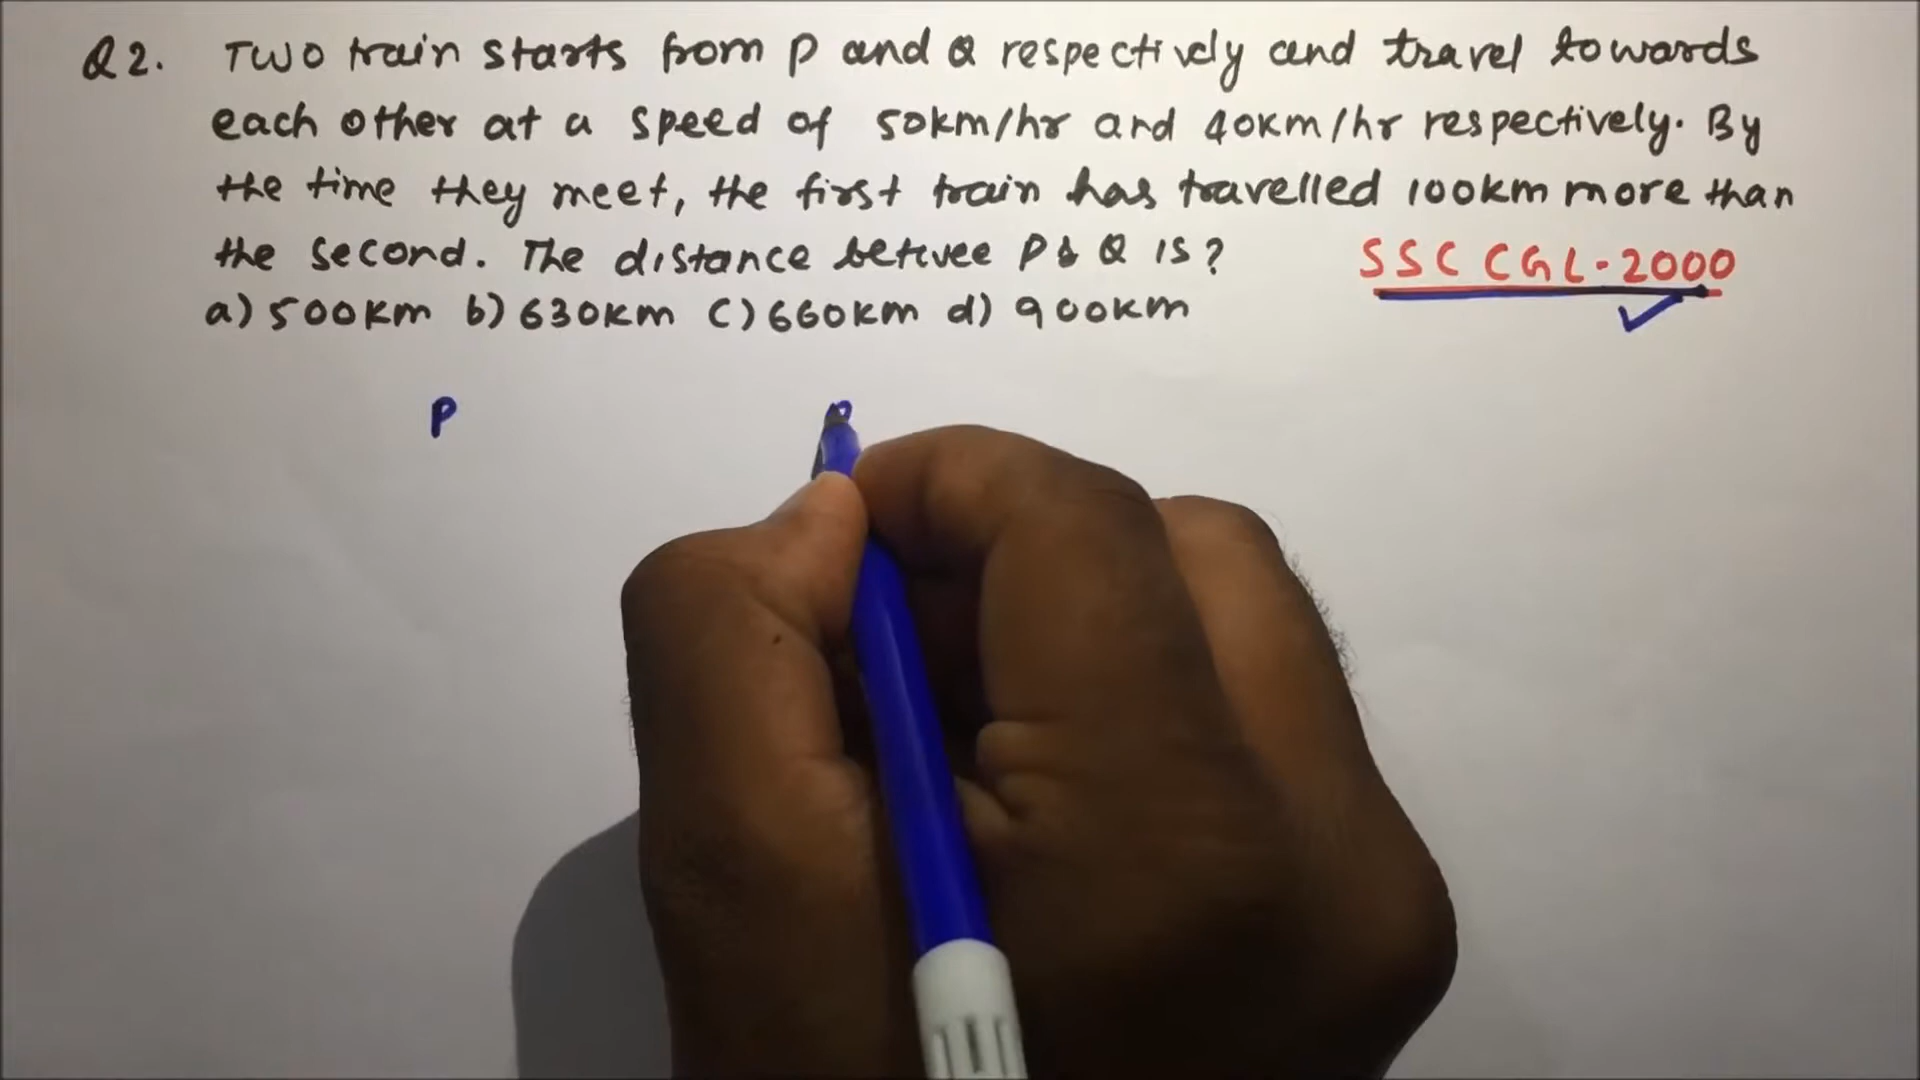 Q2. Two train starts from P and Q respectively and travel towards
each other at a speed of 50km/hr and 40km/hr respectively. By
the time they meet, the first train has travelled 100km more than
the second. The distance betwee P & Q is?
SSC CGL-2000
a) 500km b) 630km c) 660km d) 900km
P